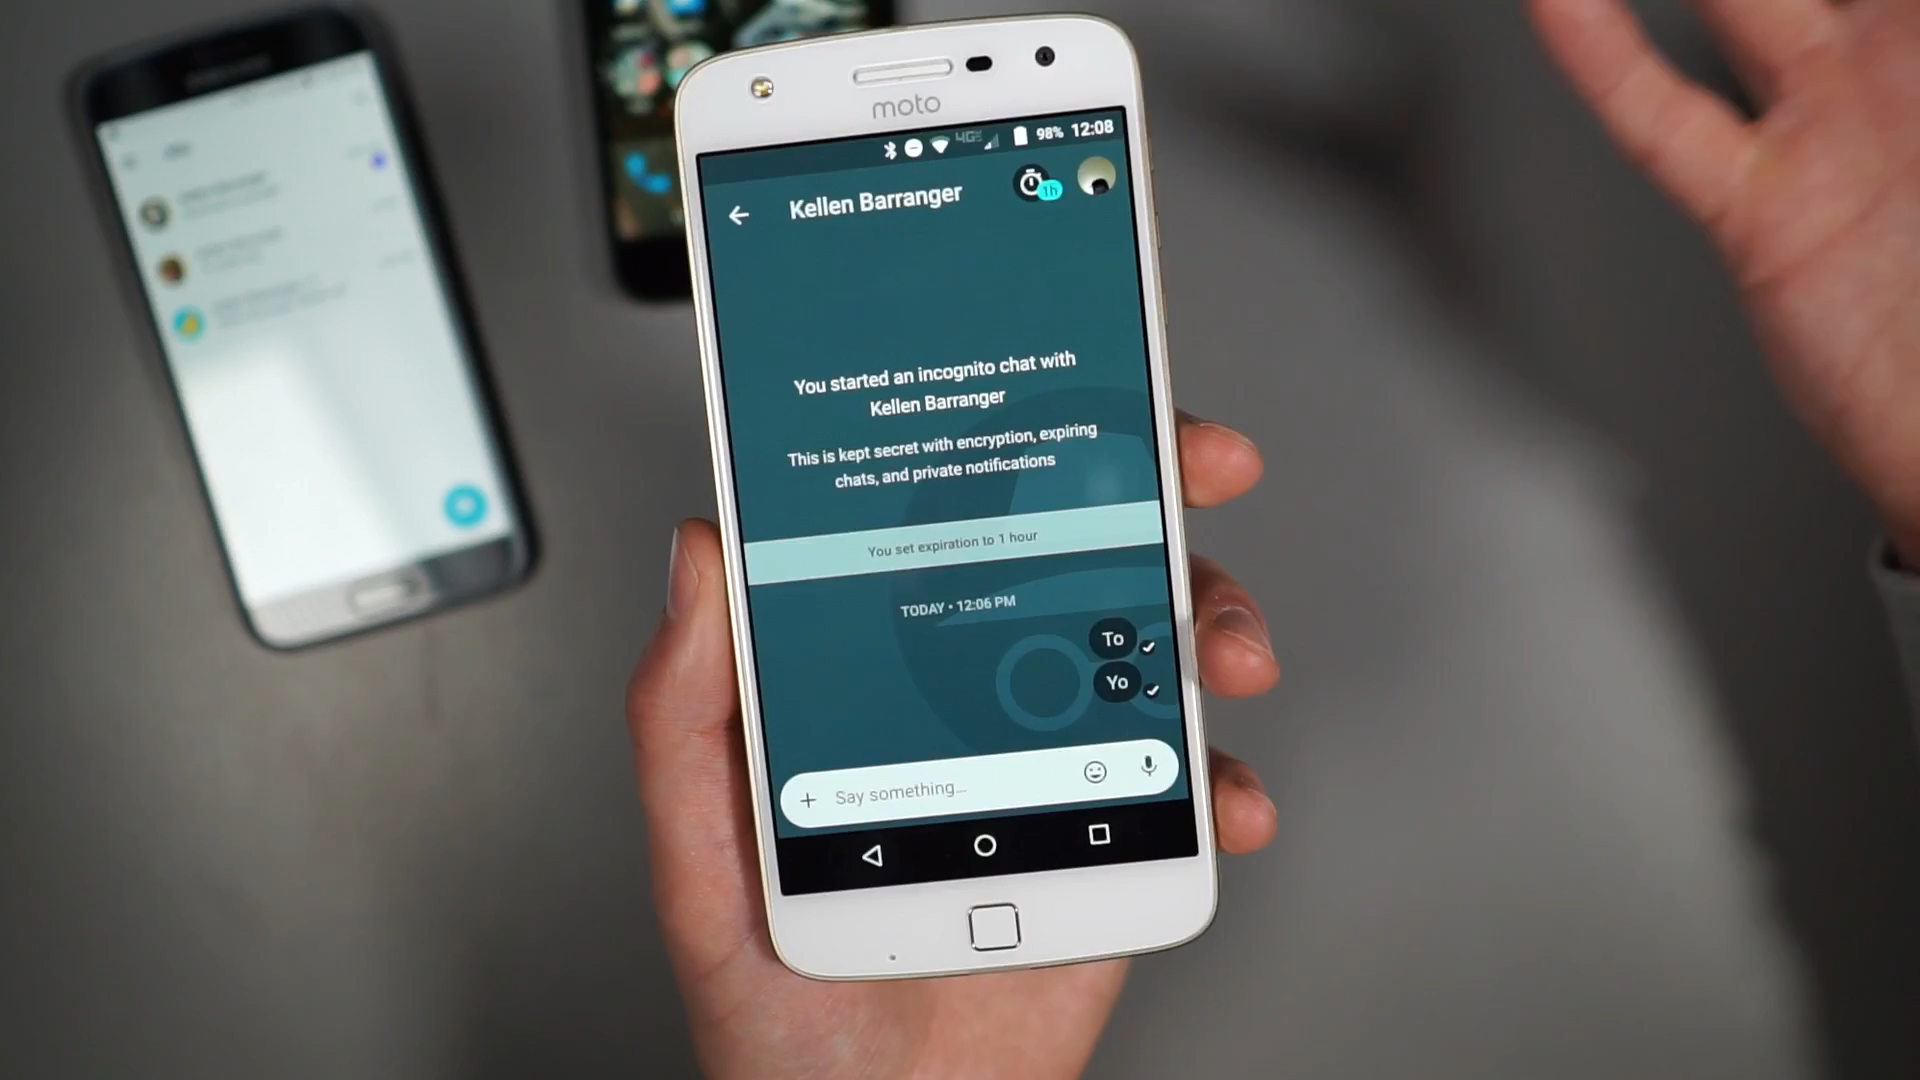 moto
4G
98% 12:08
Kellen Barranger
1h
You started an incognito chat with
Kellen Barranger
This is kept secret with encryption, expiring
chats, and private notifications
You set expiration to 1 hour
TODAY • 12:06 PM
To
Yo
Say something...